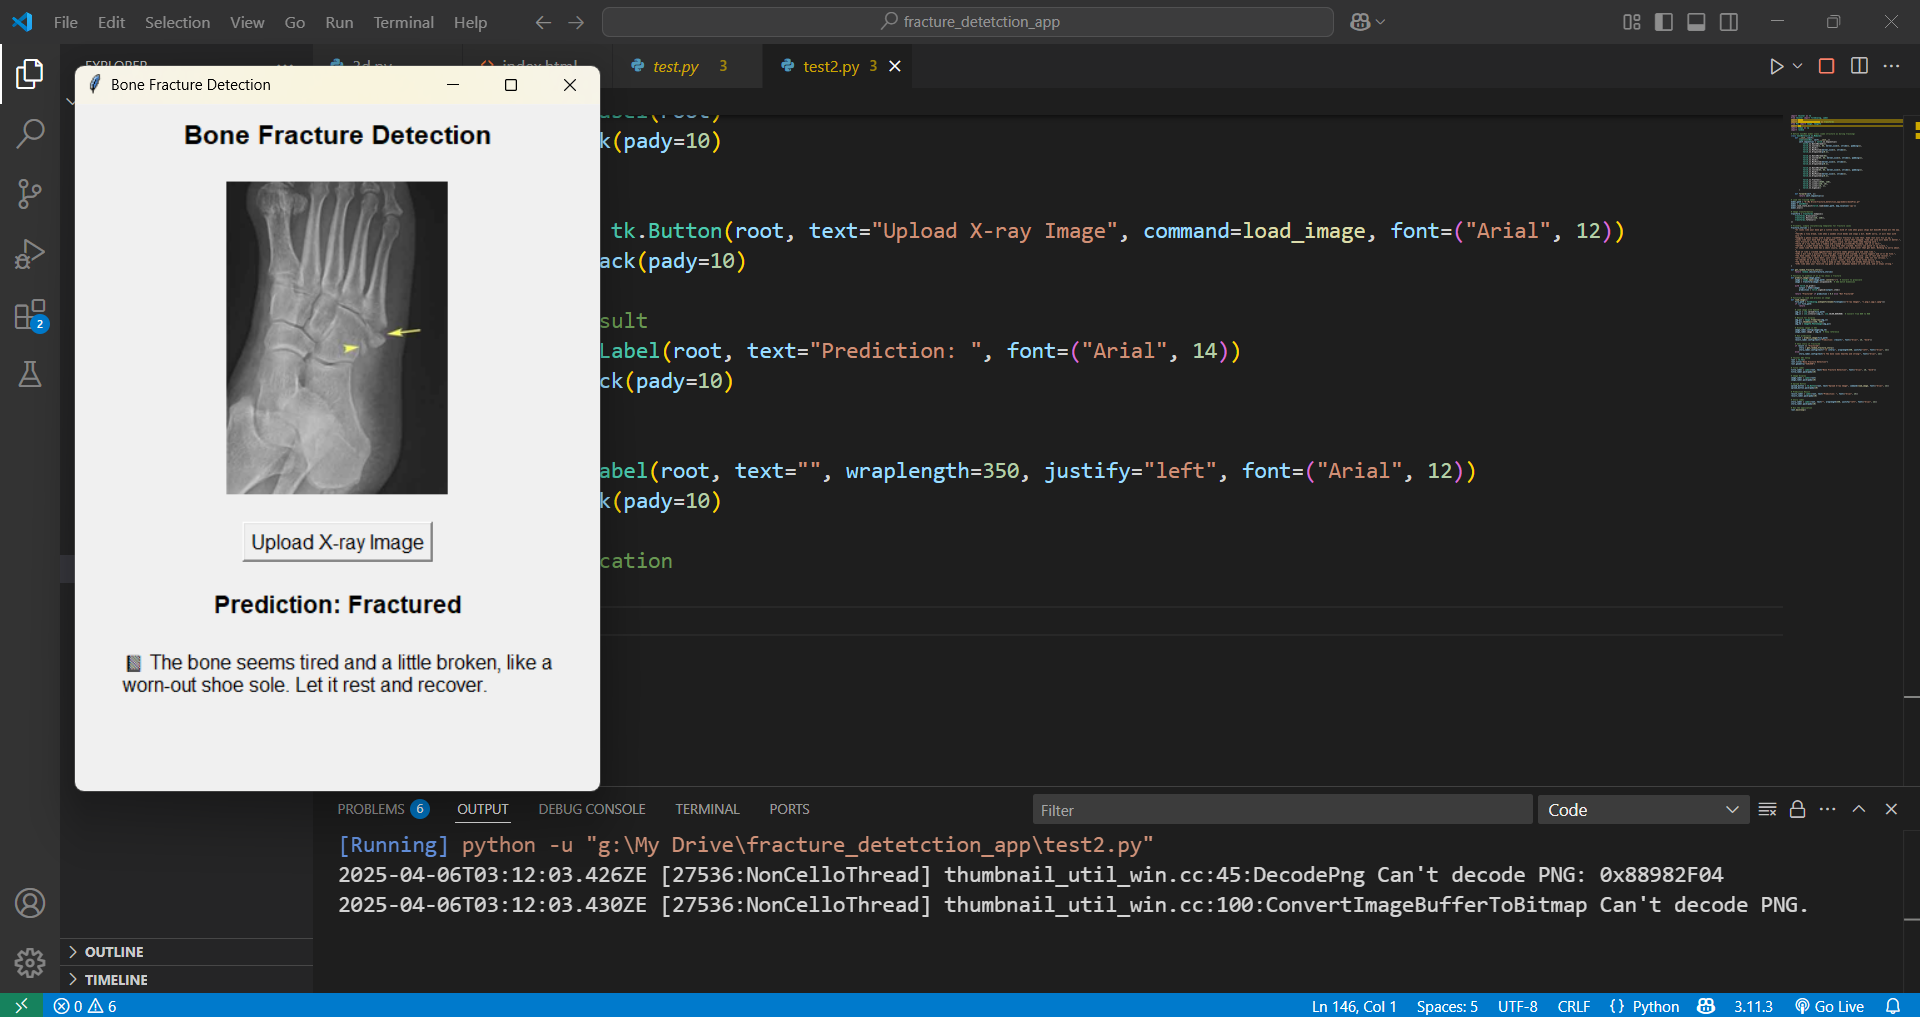 File Edit Selection View Go Run Terminal Help
fracture_detetction_app
test.py 3
test2.py 3
Bone Fracture Detection
Bone Fracture Detection
Upload X-ray Image
Prediction: Fractured
The bone seems tired and a little broken, like a
worn-out shoe sole. Let it rest and recover.
k(pady=10)
tk.Button(root, text="Upload X-ray Image", command=load_image, font=("Arial", 12))
ack(pady=10)
sult
Label(root, text="Prediction: ", font=("Arial", 14))
ck(pady=10)
abel(root, text="", wraplength=350, justify="left", font=("Arial", 12))
k(pady=10)
cation
2
PROBLEMS 6 OUTPUT DEBUG CONSOLE TERMINAL PORTS
Filter
Code
[Running] python -u "g:\My Drive\fracture_detetction_app\test2.py"
2025-04-06T03:12:03.426ZE [27536:NonCelloThread] thumbnail_util_win.cc:45:DecodePng Can't decode PNG: 0x88982F04
2025-04-06T03:12:03.430ZE [27536:NonCelloThread] thumbnail_util_win.cc:100:ConvertImageBufferToBitmap Can't decode PNG.
OUTLINE
TIMELINE
0 6
Ln 146, Col 1 Spaces: 5 UTF-8 CRLF {} Python 3.11.3 Go Live